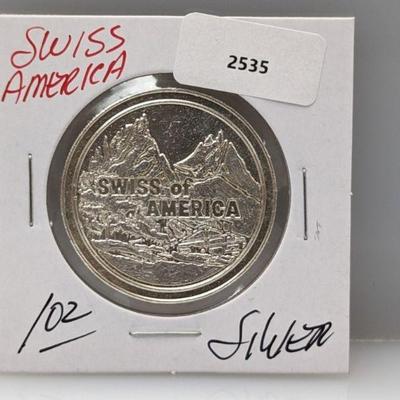 SWISS
AMERICA
2535
SWISS of
AMERICA
1oz
SILVER